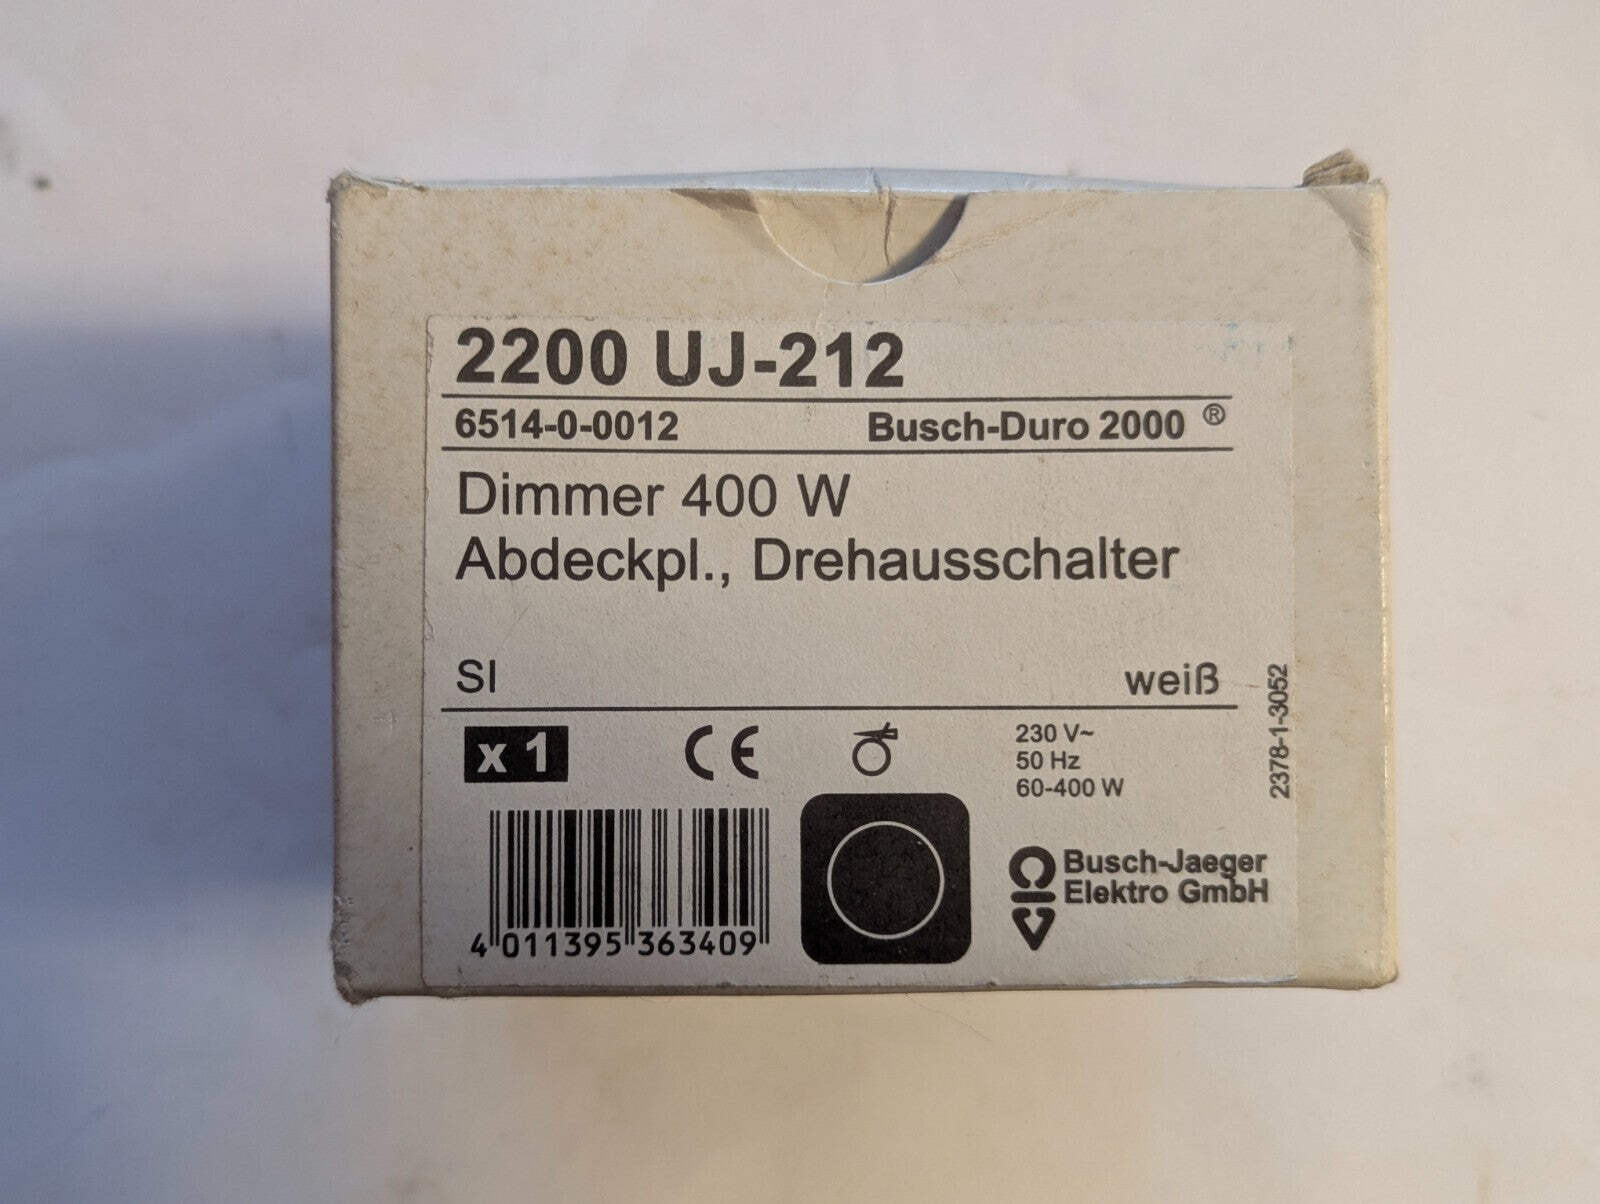 2200 UJ-212
6514-0-0012 Busch-Duro 2000 ®
Dimmer 400 W
Abdeckpl., Drehausschalter
SI weiß
2378-1-3052
x 1 CE 230 V~
50 Hz
60-400 W
Busch-Jaeger
Elektro GmbH
4 011395 363409